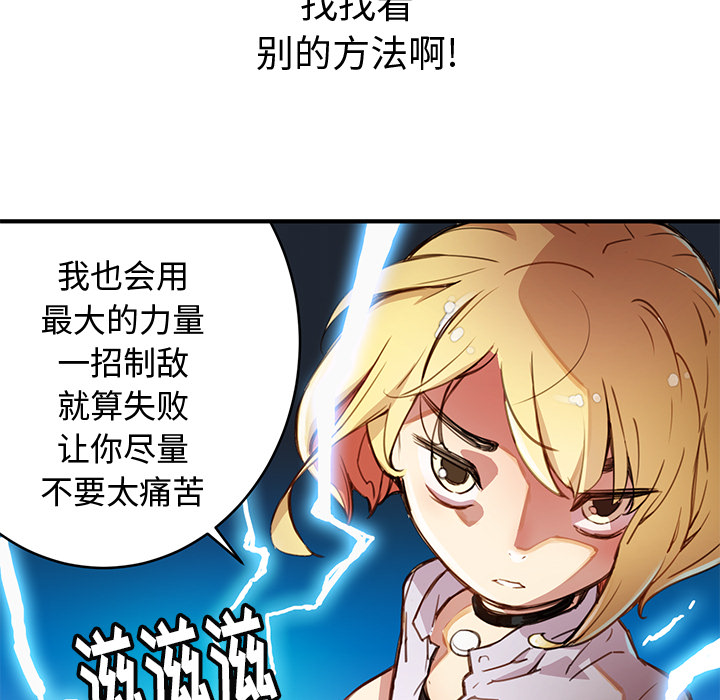 找找看
别的方法啊!
我也会用
最大的力量
一招制敌
就算失败
让你尽量
不要太痛苦
滋滋滋